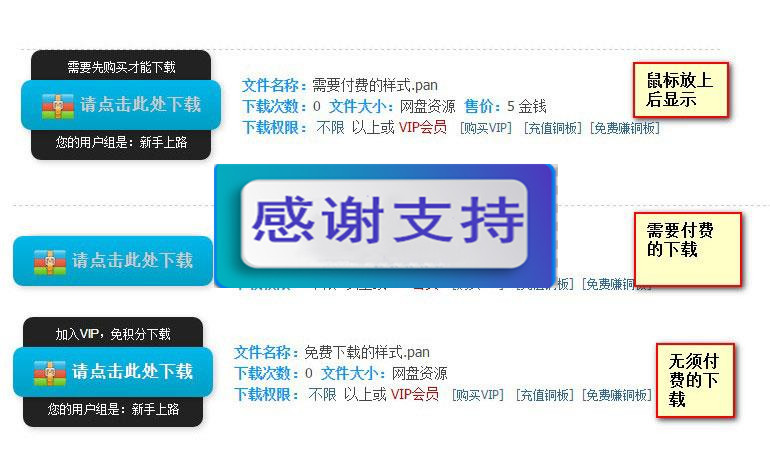 需要先购买才能下载
请点击此处下载
您的用户组是：新手上路
文件名称：需要付费的样式.pan
下载次数：0 文件大小：网盘资源 售价：5 金钱
下载权限： 不限 以上或 VIP会员 [购买VIP] [充值铜板] [免费赚铜板]
鼠标放上
后显示
感谢支持
请点击此处下载
[充值铜板] [免费赚铜板]
需要付费
的下载
加入VIP，免积分下载
请点击此处下载
您的用户组是：新手上路
文件名称：免费下载的样式.pan
下载次数：0 文件大小：网盘资源
下载权限： 不限 以上或 VIP会员 [购买VIP] [充值铜板] [免费赚铜板]
无须付
费的下
载